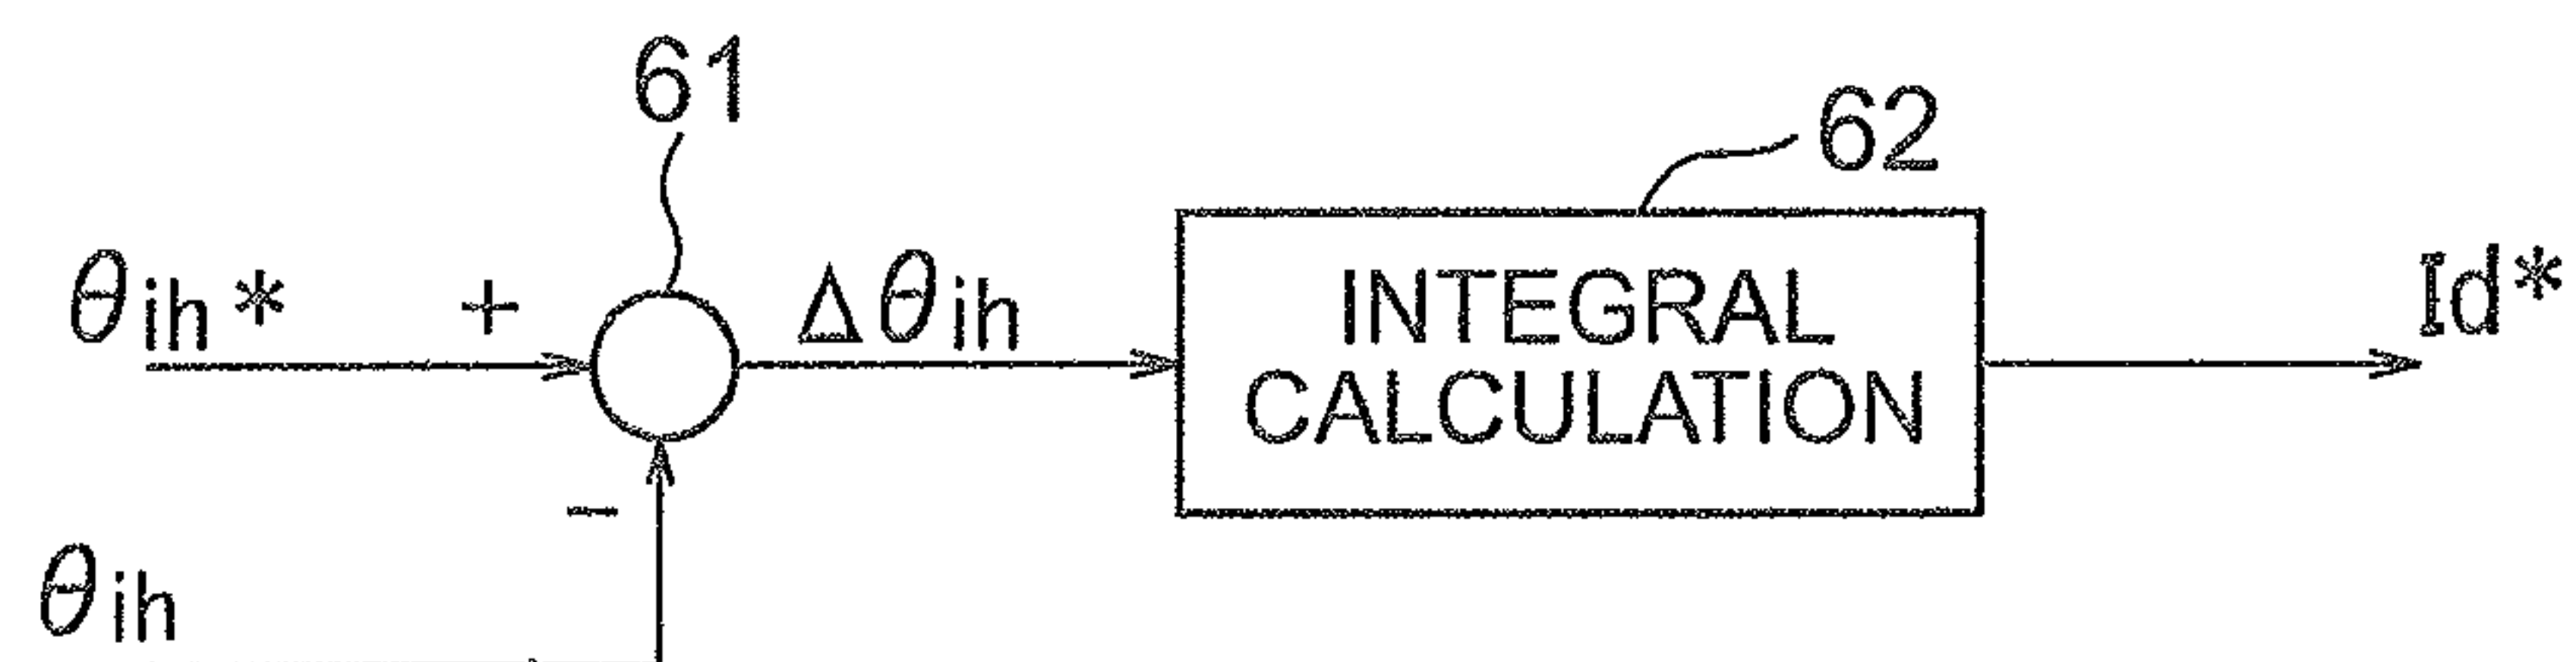 61
62
θih* + Δθih INTEGRAL Id*
CALCULATION
-
θih